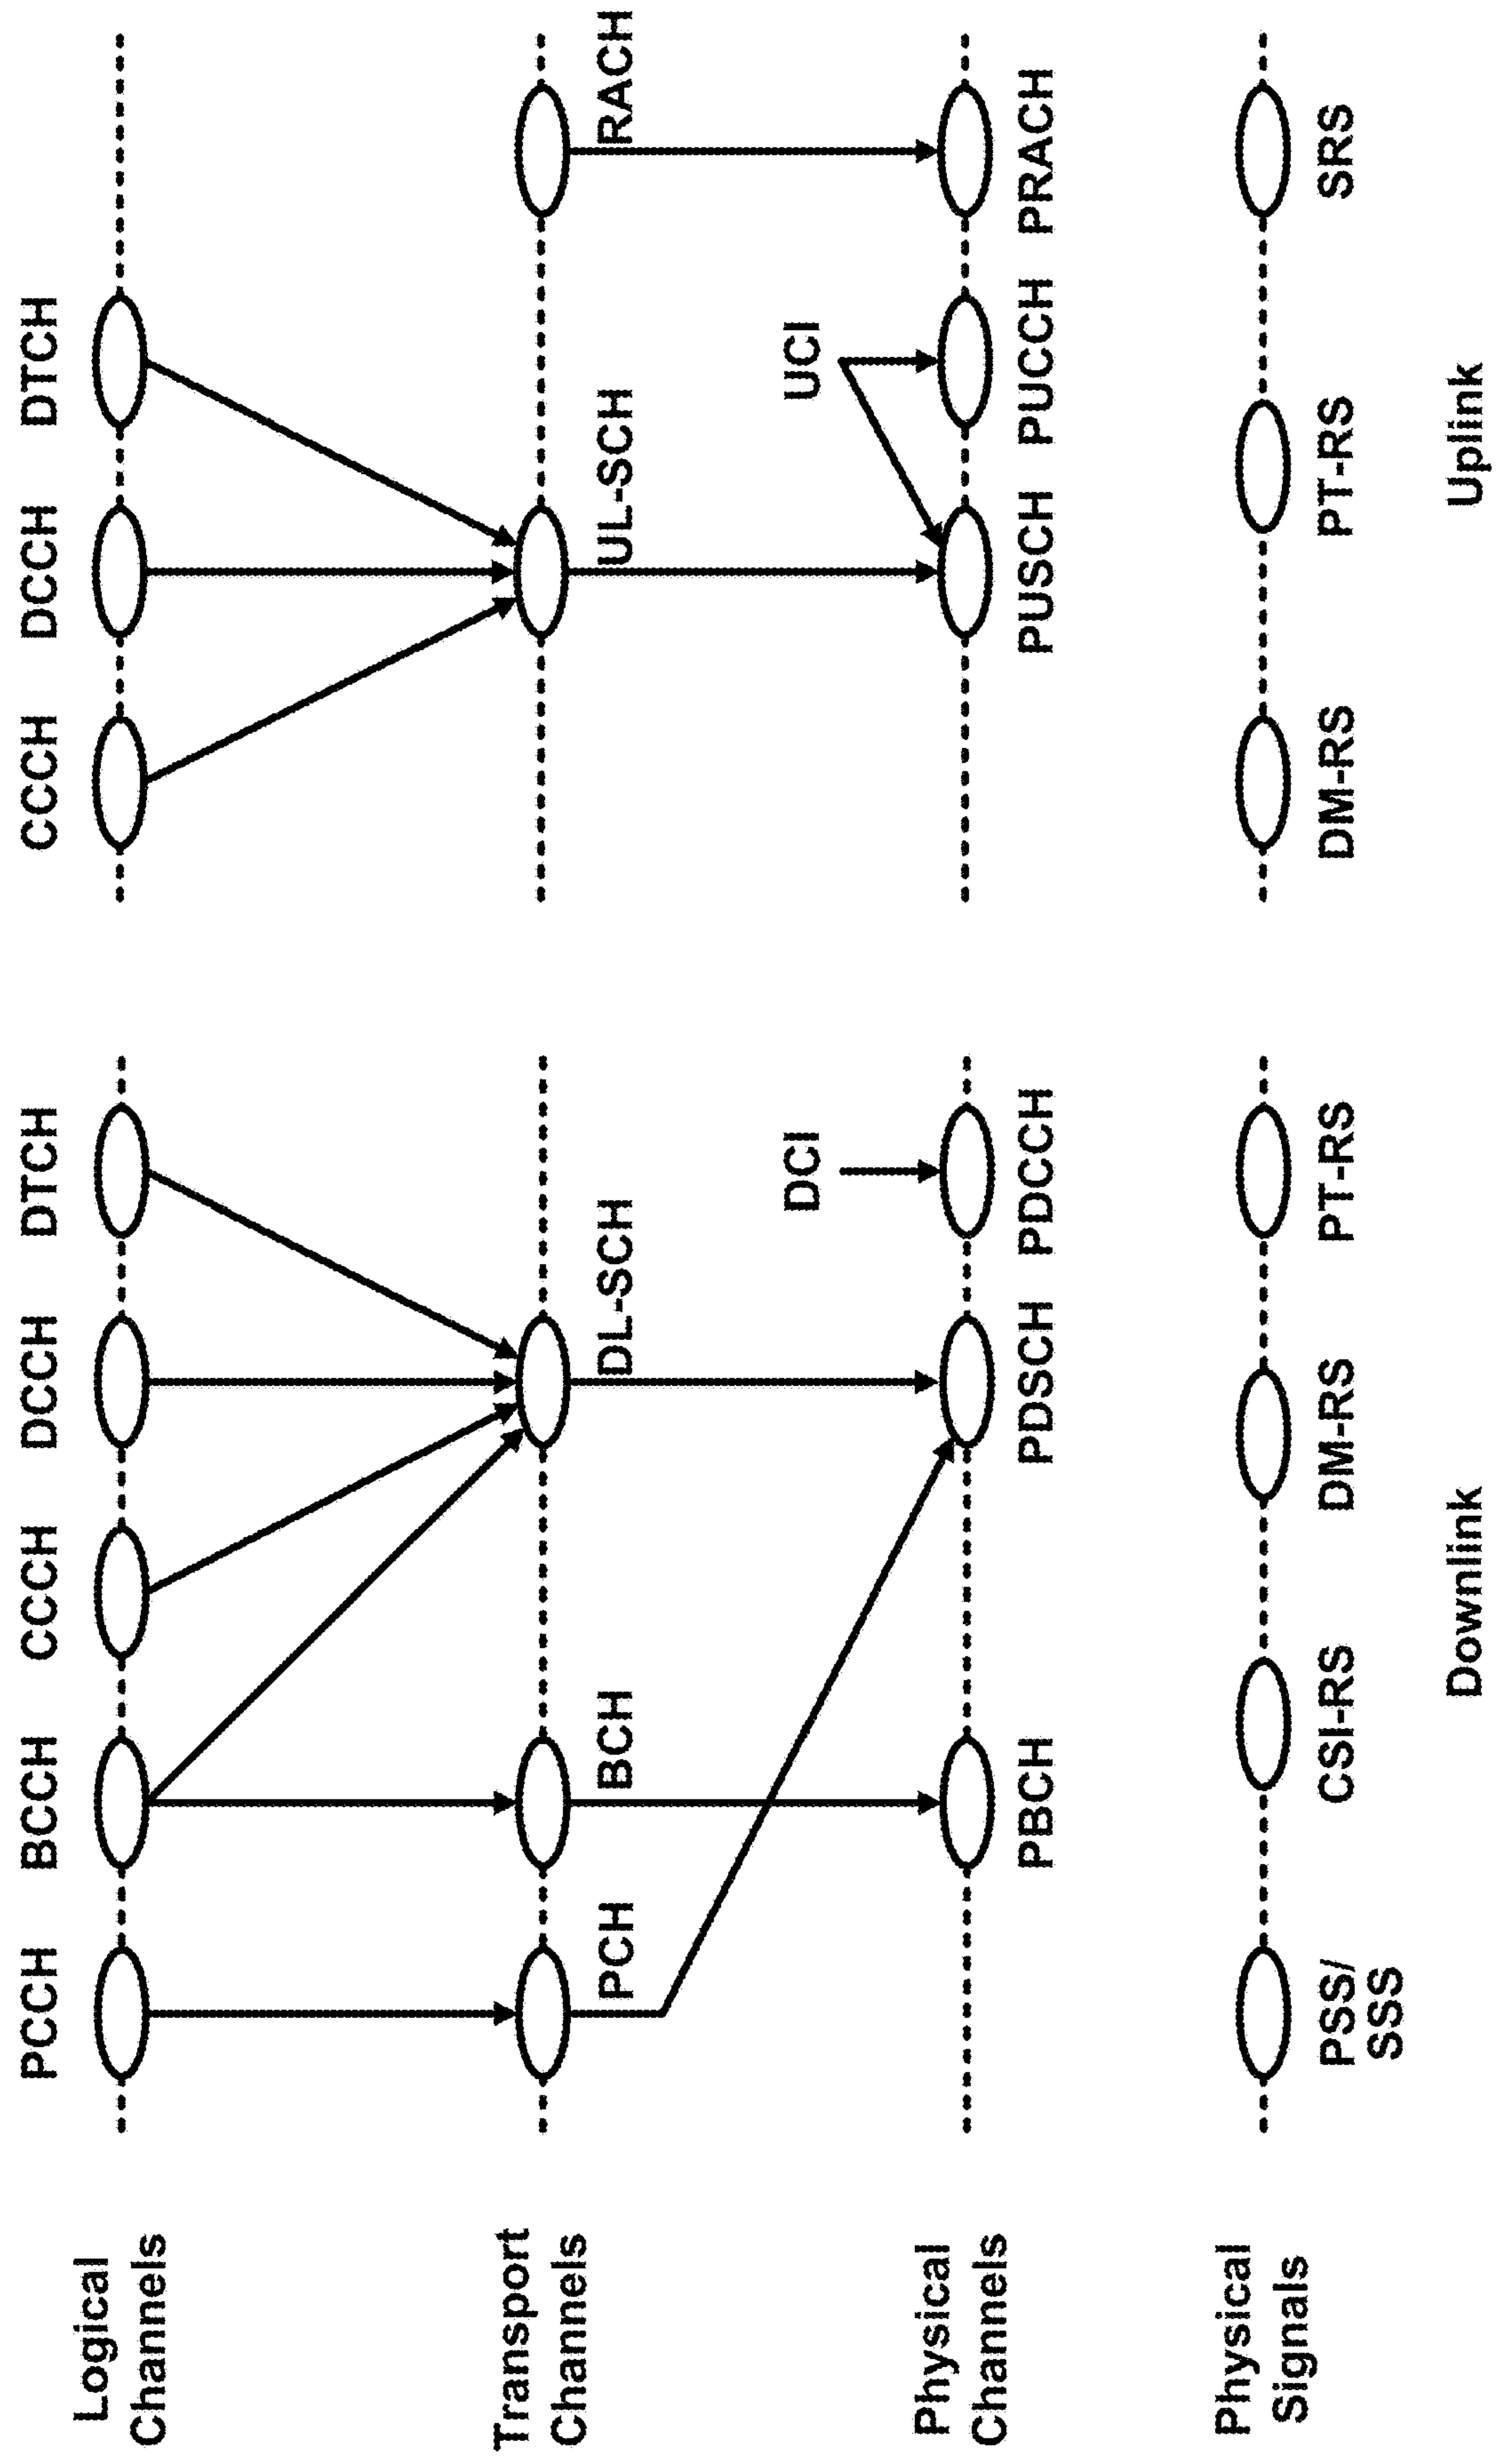 Logical
Channels
PCCH
BCCH
CCCH
DCCH
DTCH
CCCH
DCCH
DTCH
Transport
Channels
PCH
BCH
DL-SCH
UL-SCH
RACH
DCI
UCI
Physical
Channels
PBCH
PDSCH
PDCCH
PUSCH
PUCCH
PRACH
Physical
Signals
PSS/
SSS
CSI-RS
DM-RS
PT-RS
DM-RS
PT-RS
SRS
Downlink
Uplink